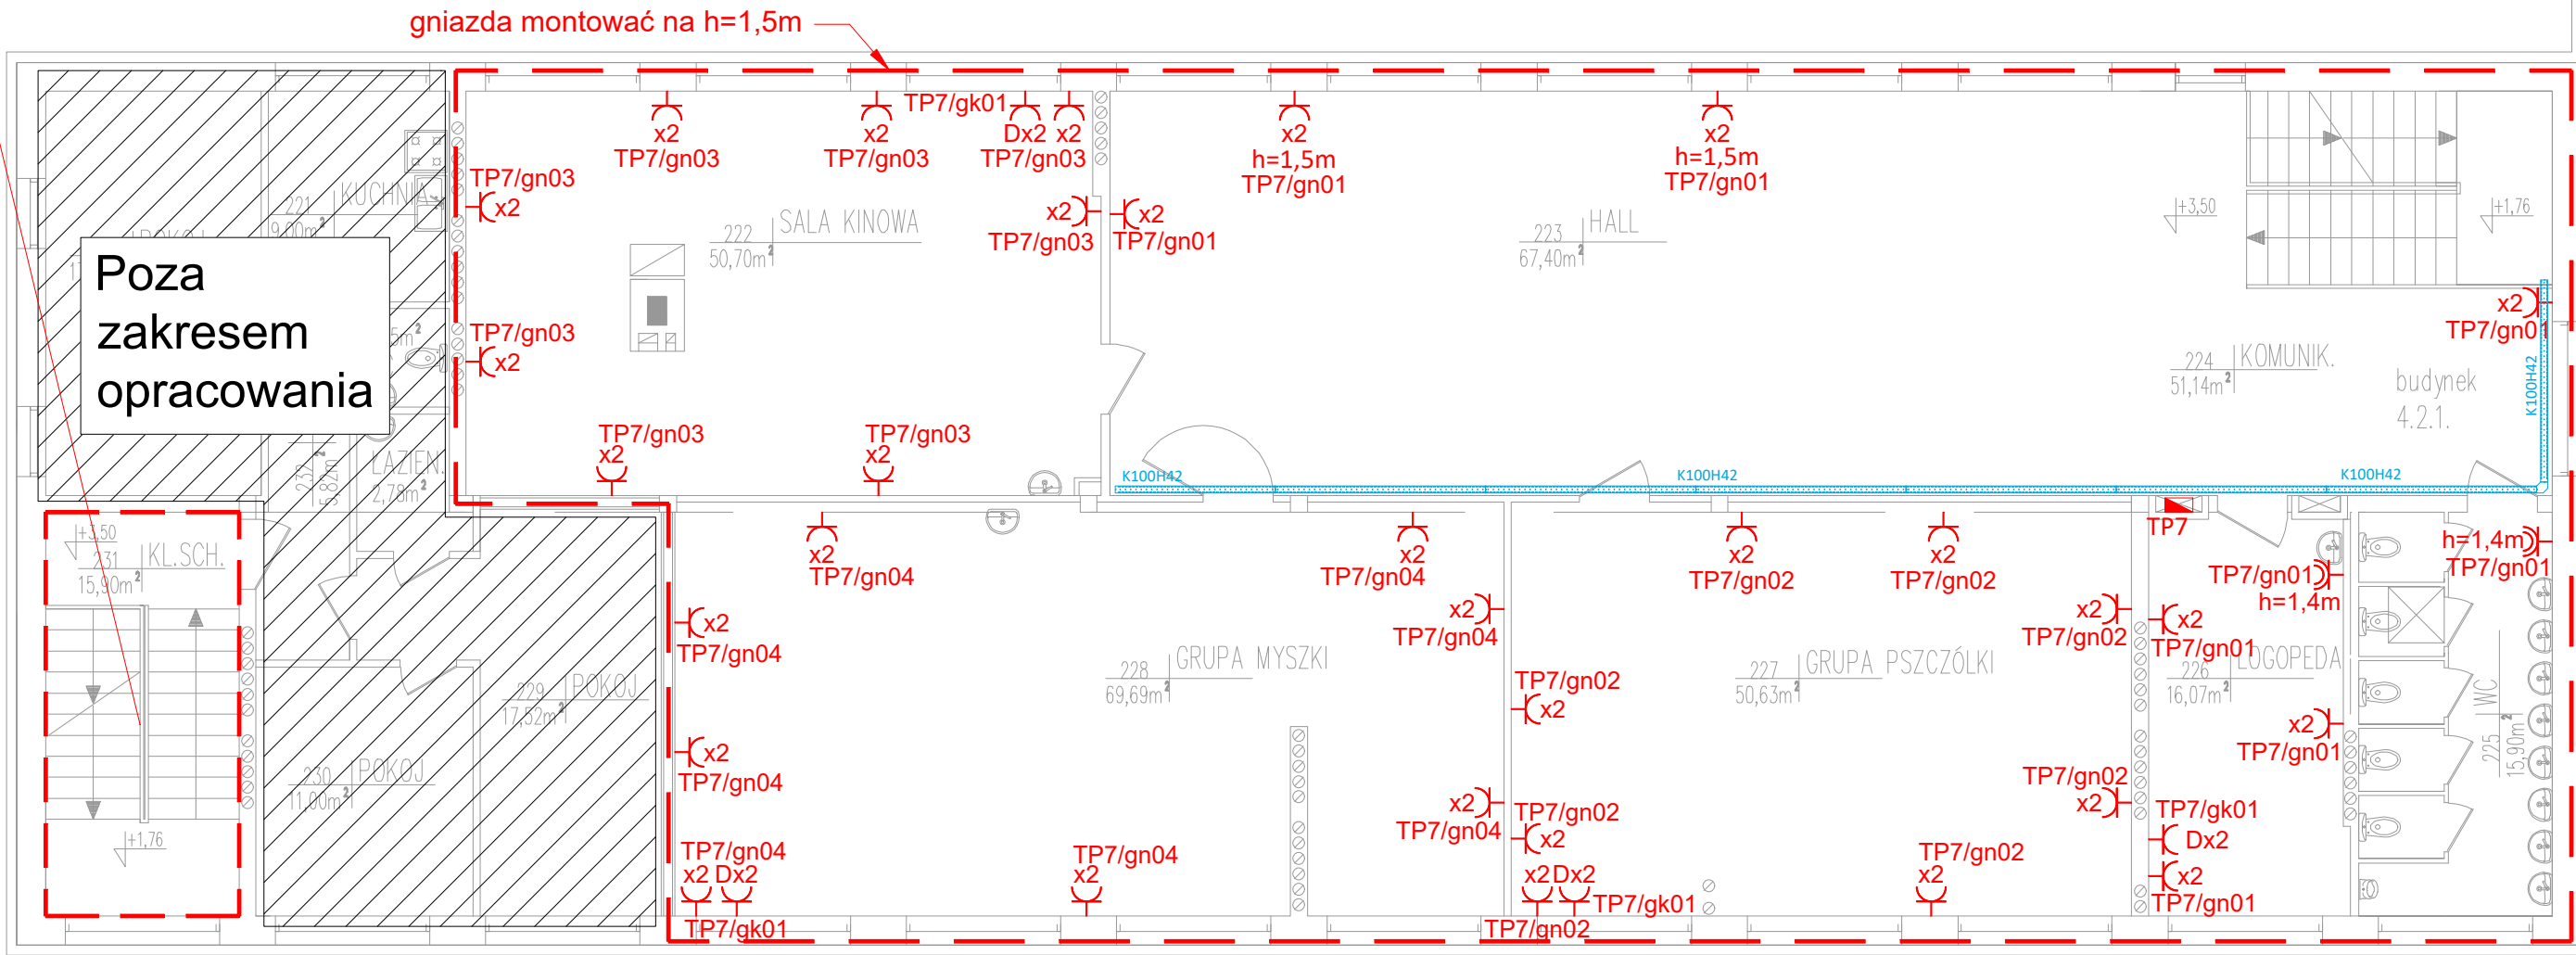 gniazda montować na h=1,5m
x2
TP7/gn03
x2
TP7/gn03
TP7/gk01
Dx2
x2
TP7/gn03
x2
h=1,5m
TP7/gn01
x2
h=1,5m
TP7/gn01
TP7/gn03
x2
221
KUCHNIA
9,00m²
222
SALA KINOWA
50,70m²
x2
TP7/gn03
x2
TP7/gn01
223
HALL
67,40m²
+3,50
+1,76
Poza
zakresem
opracowania
TP7/gn03
x2
x2
TP7/gn01
224
KOMUNIK.
51,14m²
budynek
4.2.1.
K100H42
TP7/gn03
x2
TP7/gn03
x2
232
5,82m²
ŁAZIEN.
2,78m²
K100H42
K100H42
K100H42
+3,50
231
KL.SCH.
15,90m²
x2
TP7/gn04
x2
TP7/gn04
x2
TP7/gn02
x2
TP7/gn02
TP7
h=1,4m
TP7/gn01
TP7/gn01
h=1,4m
x2
TP7/gn04
x2
TP7/gn04
x2
TP7/gn02
x2
TP7/gn01
228
GRUPA MYSZKI
69,69m²
227
GRUPA PSZCZÓLKI
50,63m²
226
LOGOPEDA
16,07m²
229
POKOJ
17,52m²
TP7/gn02
x2
x2
TP7/gn01
225
WC
15,90m²
x2
TP7/gn04
230
POKOJ
11,00m²
x2
TP7/gn04
TP7/gn02
x2
TP7/gn02
x2
TP7/gk01
Dx2
+1,76
TP7/gn04
x2
Dx2
TP7/gk01
TP7/gn04
x2
x2
Dx2
TP7/gk01
TP7/gn02
TP7/gn02
x2
x2
TP7/gn01